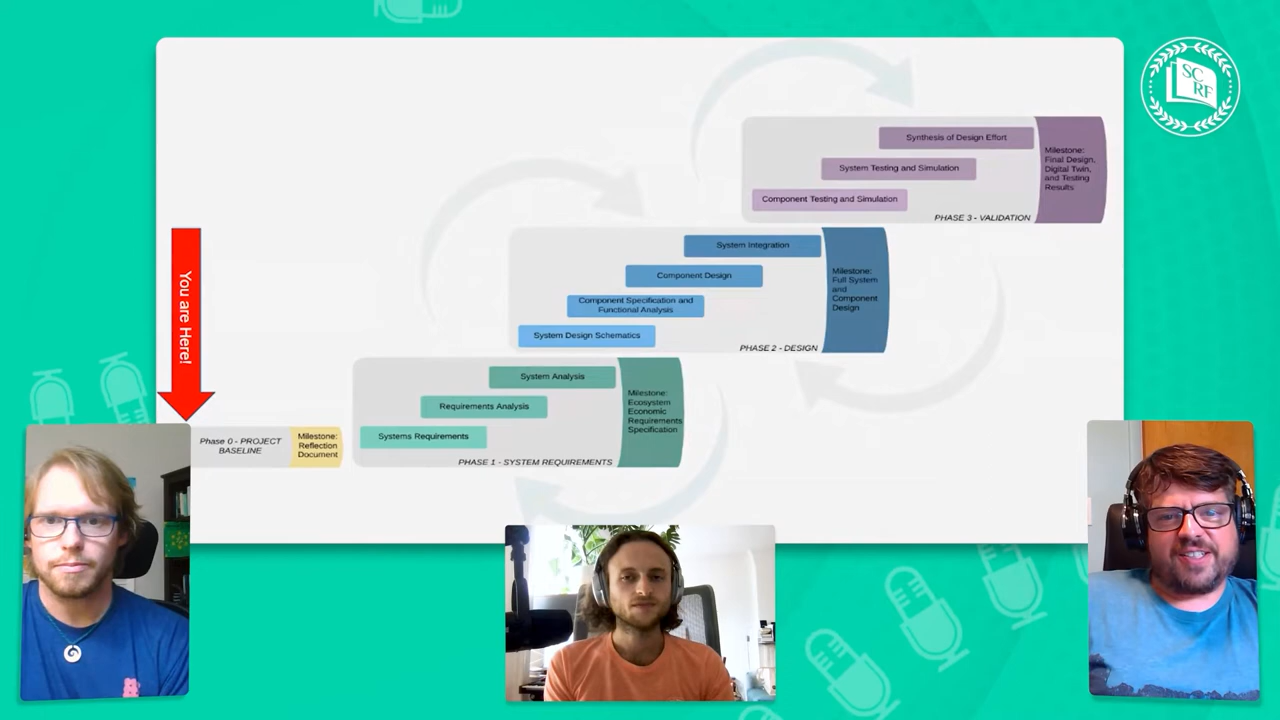 SC
RF
Synthesis of Design Effort
System Testing and Simulation
Component Testing and Simulation
PHASE 3 - VALIDATION
Milestone:
Final Design,
Digital Twin,
and Testing
Results
System Integration
Component Design
Component Specification and
Functional Analysis
System Design Schematics
PHASE 2 - DESIGN
Milestone:
Full System
and
Component
Design
You are Here!
System Analysis
Requirements Analysis
Systems Requirements
PHASE 1 - SYSTEM REQUIREMENTS
Milestone:
Ecosystem
Economic
Requirements
Specification
Phase 0 - PROJECT
BASELINE
Milestone:
Reflection
Document